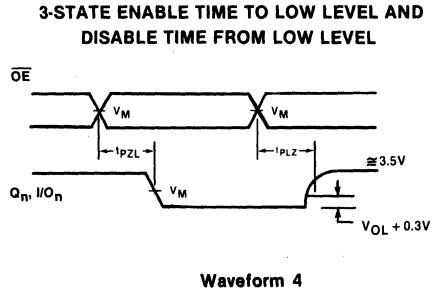 3-STATE ENABLE TIME TO LOW LEVEL AND
DISABLE TIME FROM LOW LEVEL
OE
VM
VM
tPZL
tPLZ
≅3.5V
Qn, I/On
VM
VOL + 0.3V
Waveform 4